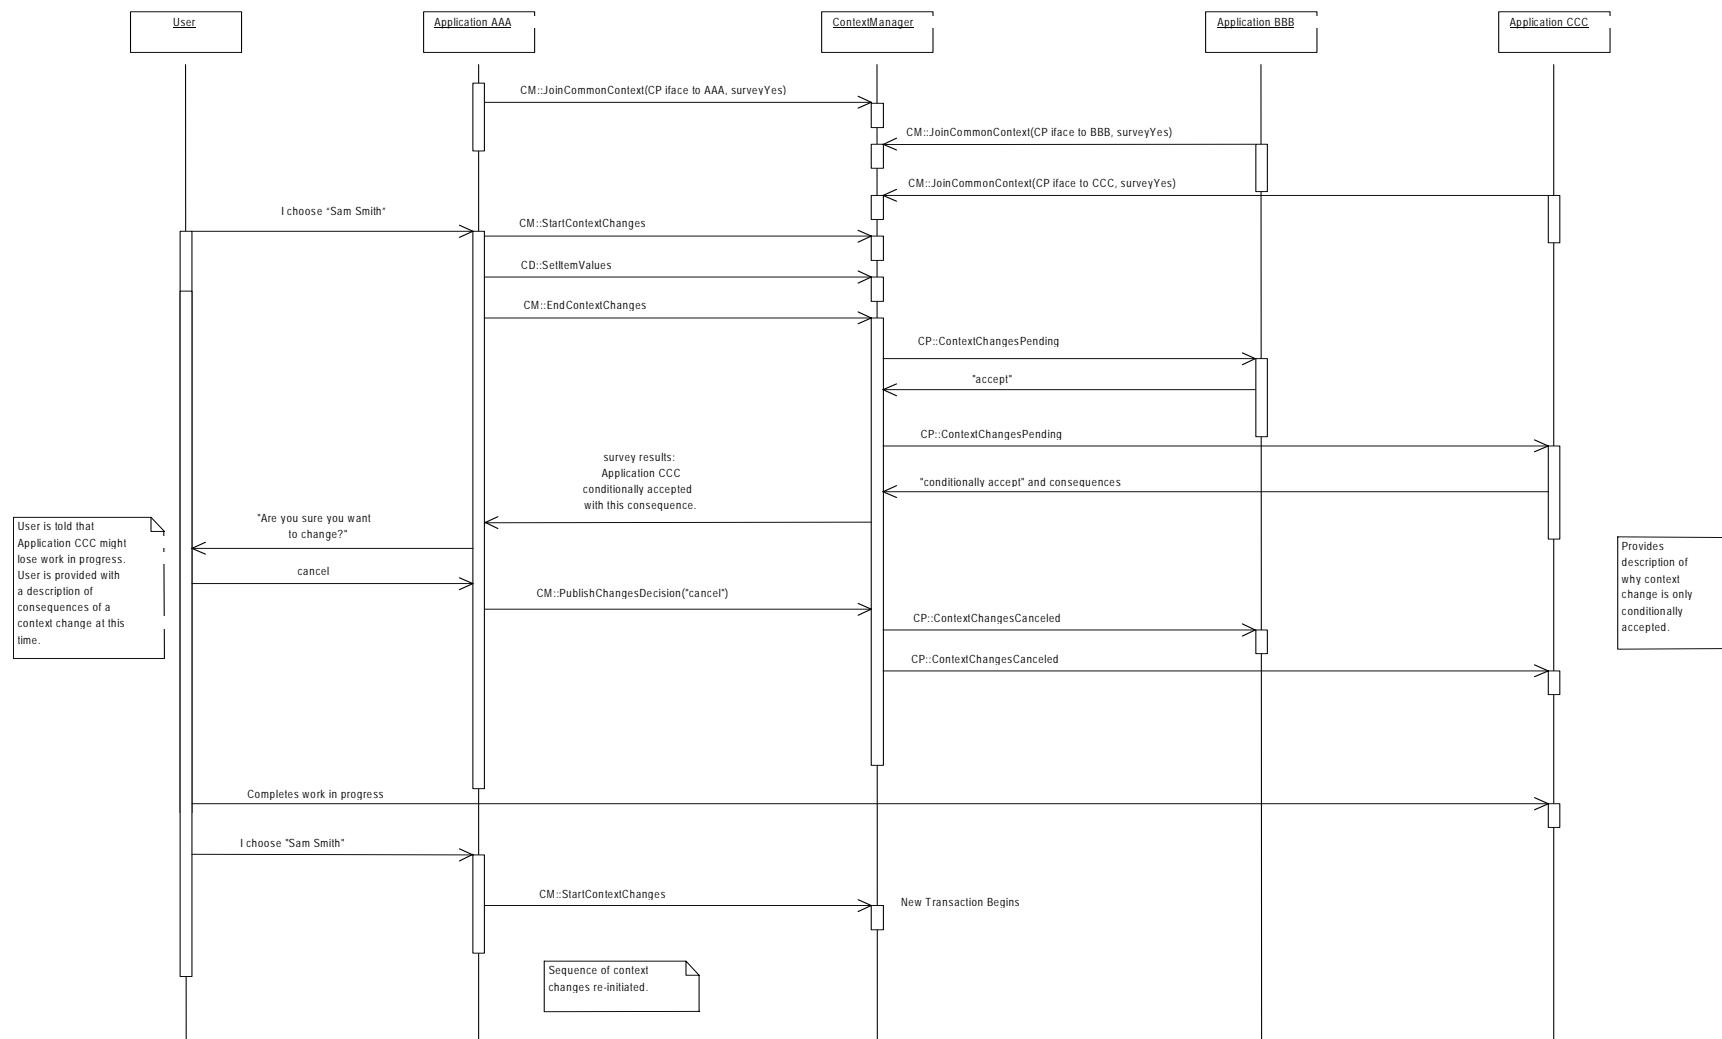 User
Application AAA
ContextManager
Application BBB
Application CCC
CM::JoinCommonContext(CP iface to AAA, surveyYes)
CM::JoinCommonContext(CP iface to BBB, surveyYes)
CM::JoinCommonContext(CP iface to CCC, surveyYes)
I choose "Sam Smith"
CM::StartContextChanges
CD::SetItemValues
CM::EndContextChanges
CP::ContextChangesPending
"accept"
CP::ContextChangesPending
survey results:
Application CCC
conditionally accepted
with this consequence.
"conditionally accept" and consequences
"Are you sure you want
to change?"
User is told that
Application CCC might
lose work in progress.
User is provided with
a description of
consequences of a
context change at this
time.
Provides
description of
why context
change is only
conditionally
accepted.
cancel
CM::PublishChangesDecision("cancel")
CP::ContextChangesCanceled
CP::ContextChangesCanceled
Completes work in progress
I choose "Sam Smith"
CM::StartContextChanges
New Transaction Begins
Sequence of context
changes re-initiated.